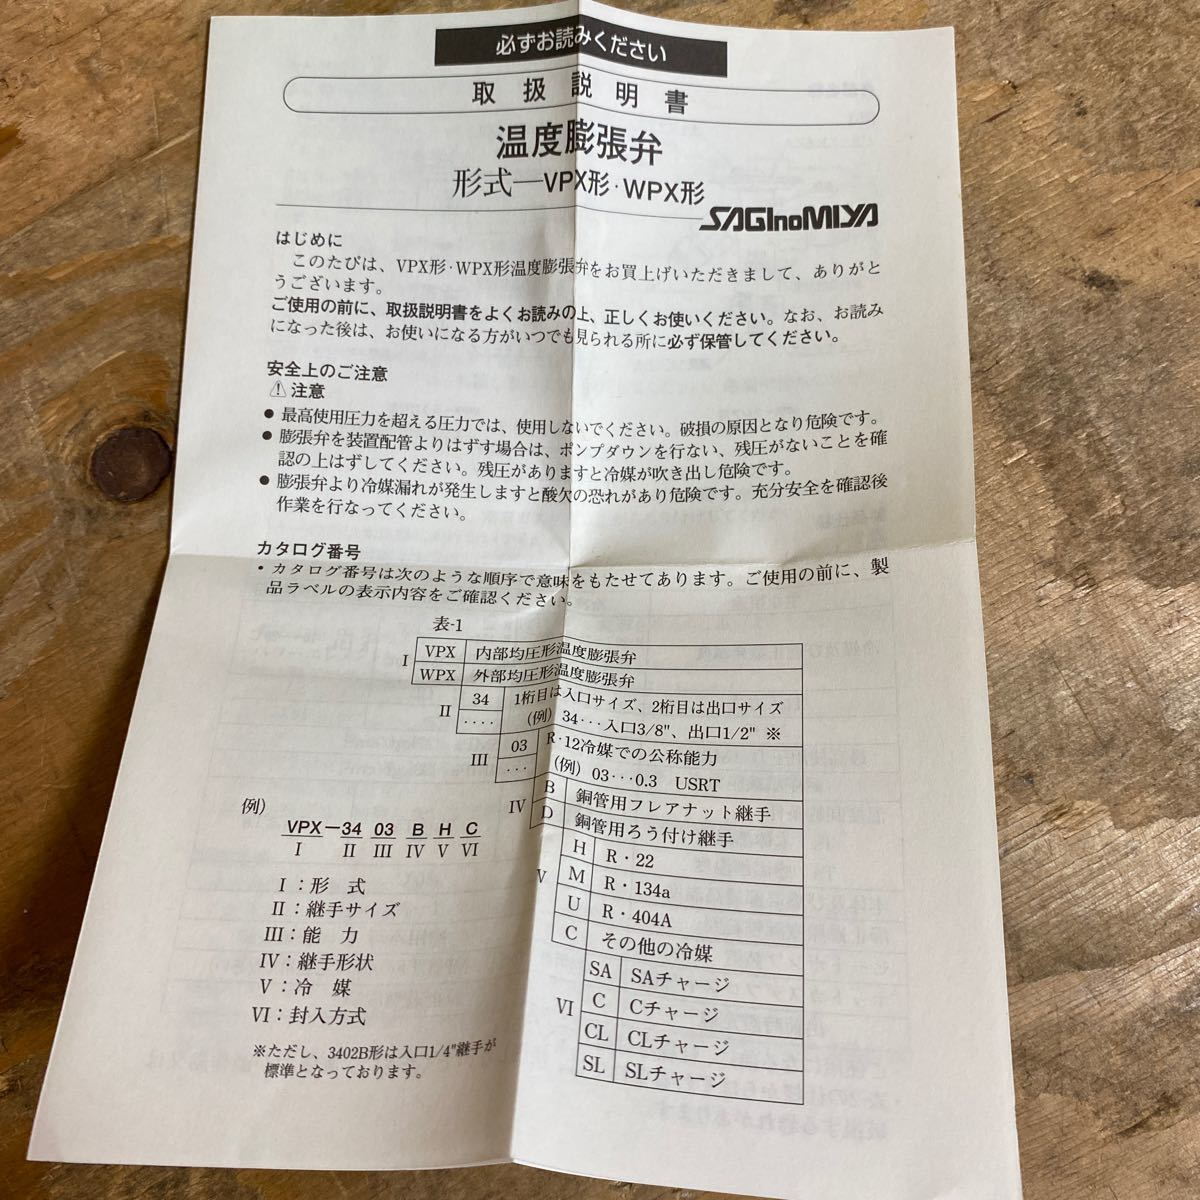 必ずお読みください
取扱説明書
温度膨張弁
形式―VPX形・WPX形
SAGInoMIYA
はじめに
このたびは、VPX形・WPX形温度膨張弁をお買上げいただきまして、ありがと
うございます。
ご使用の前に、取扱説明書をよくお読みの上、正しくお使いください。なお、お読み
になった後は、お使いになる方がいつでも見られる所に必ず保管してください。
安全上のご注意
⚠注意
● 最高使用圧力を超える圧力では、使用しないでください。破損の原因となり危険です。
● 膨張弁を装置配管よりはずす場合は、ポンプダウンを行ない、残圧がないことを確
認の上はずしてください。残圧がありますと冷媒が吹き出し危険です。
● 膨張弁より冷媒漏れが発生しますと酸欠の恐れがあり危険です。充分安全を確認後
作業を行なってください。
カタログ番号
・カタログ番号は次のような順序で意味をもたせてあります。ご使用の前に、製
品ラベルの表示内容をご確認ください。
表-1
I VPX 内部均圧形温度膨張弁
WPX 外部均圧形温度膨張弁
II 34 1桁目は入口サイズ、2桁目は出口サイズ
‥‥ (例) 34‥・入口3/8"、出口1/2" ※
III 03 R・12冷媒での公称能力
‥・ (例) 03‥・0.3 USRT
IV B 銅管用フレアナット継手
D 銅管用ろう付け継手
V H R・22
M R・134a
U R・404A
C その他の冷媒
VI SA SAチャージ
C Cチャージ
CL CLチャージ
SL SLチャージ
例)
VPX－34 03 B H C
I II III IV V VI
I：形 式
II：継手サイズ
III：能 力
IV：継手形状
V：冷 媒
VI：封入方式
※ただし、3402B形は入口1/4"継手が
標準となっております。